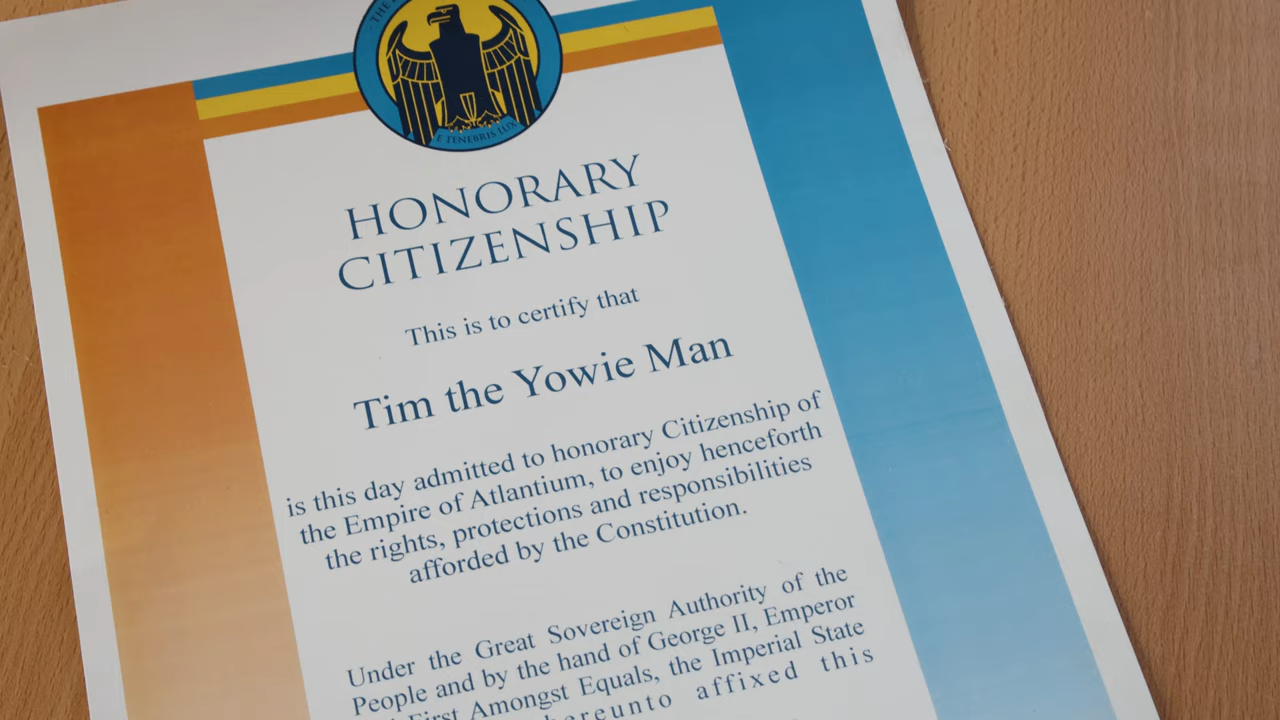 THE
E TENEBRIS LUX
HONORARY
CITIZENSHIP
This is to certify that
Tim the Yowie Man
is this day admitted to honorary Citizenship of
the Empire of Atlantium, to enjoy henceforth
the rights, protections and responsibilities
afforded by the Constitution.
Under the Great Sovereign Authority of the
People and by the hand of George II, Emperor
First Amongst Equals, the Imperial State
affixed this